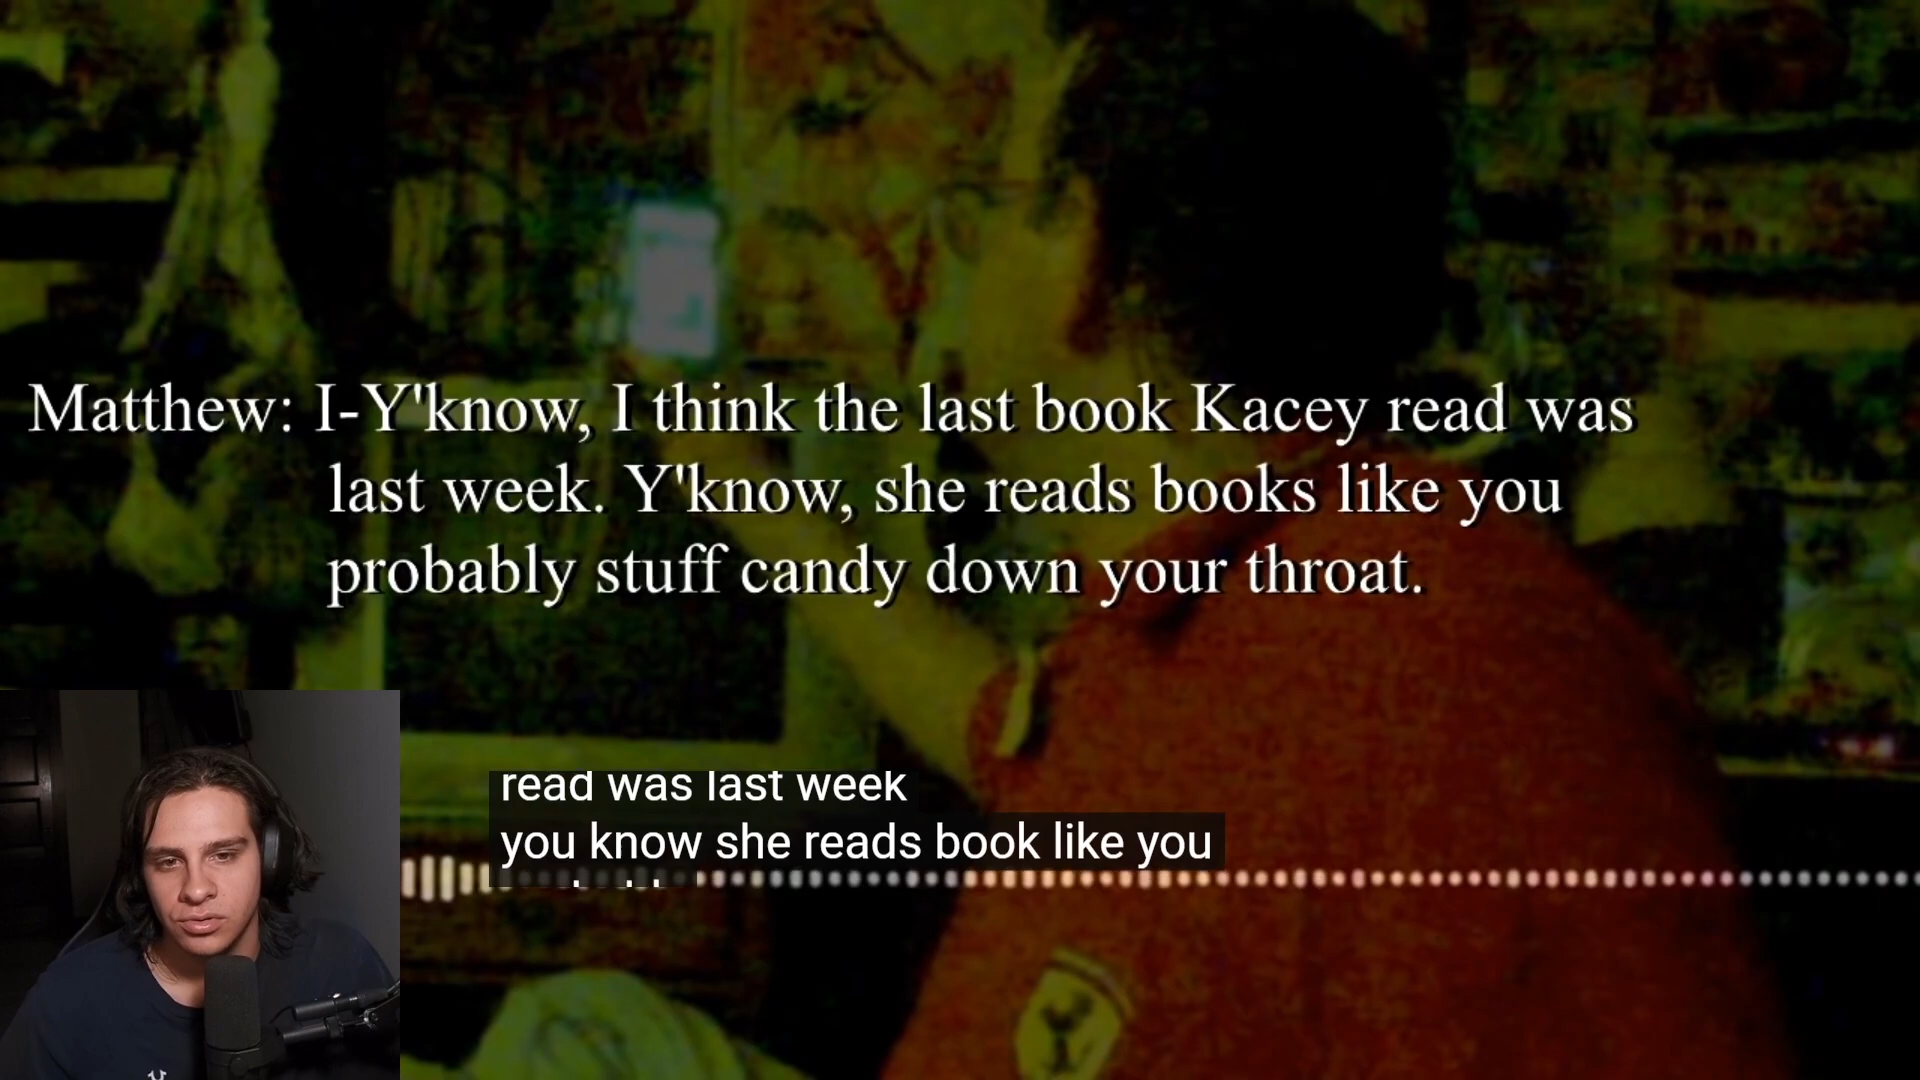 Matthew: I-Y'know, I think the last book Kacey read was
last week. Y'know, she reads books like you
probably stuff candy down your throat.
read was last week
you know she reads book like you